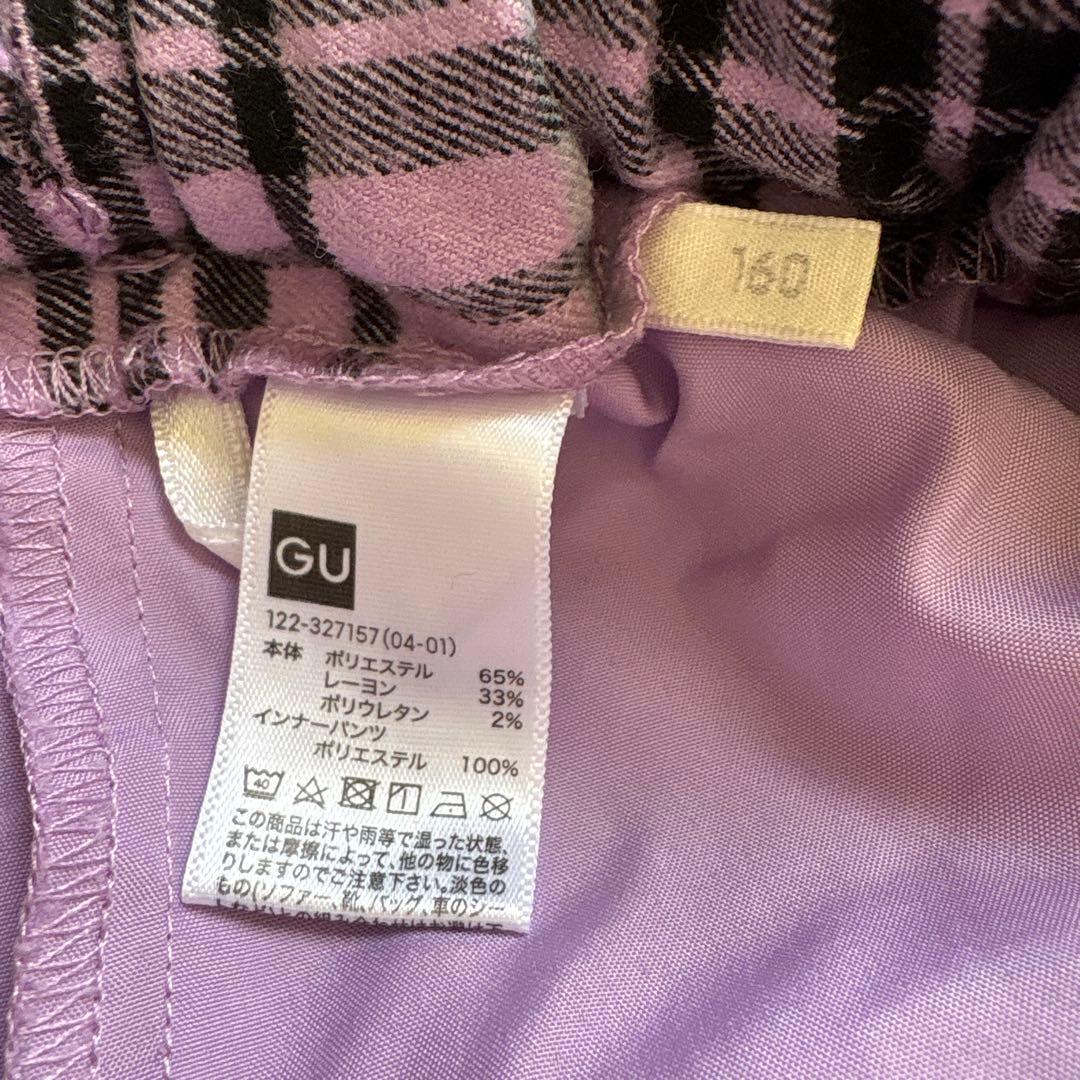 160
GU
122-327157(04-01)
本体 ポリエステル 65%
レーヨン 33%
ポリウレタン 2%
インナーパンツ
ポリエステル 100%
40
この商品は汗や雨等で湿った状態、
または摩擦によって、他の物に色移
りしますのでご注意下さい。淡色の
もの(ソファー、靴、バッグ、車のシー